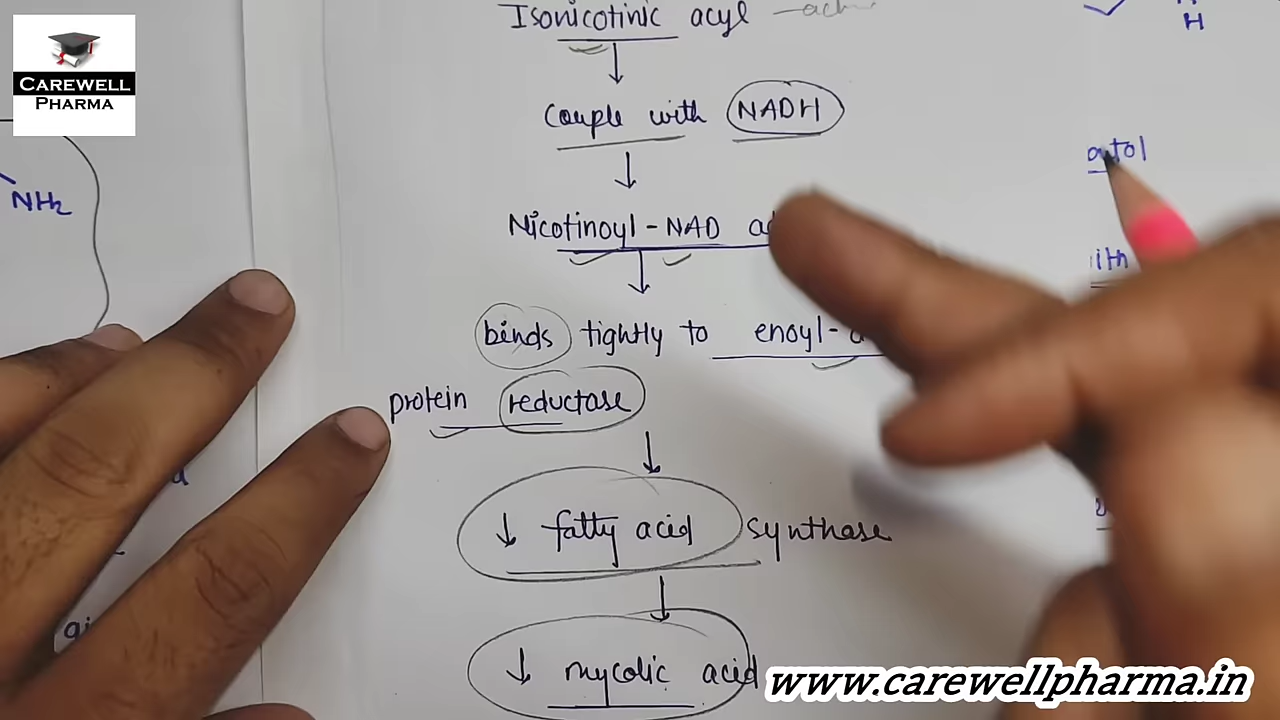 CAREWELL
PHARMA
Isonicotinic acyl
H
Couple with NADH
NH₂
Nicotinoyl - NAD
binds tightly to enoyl-
protein reductase
↓ fatty acid synthase
↓ mycolic acid
www.carewellpharma.in